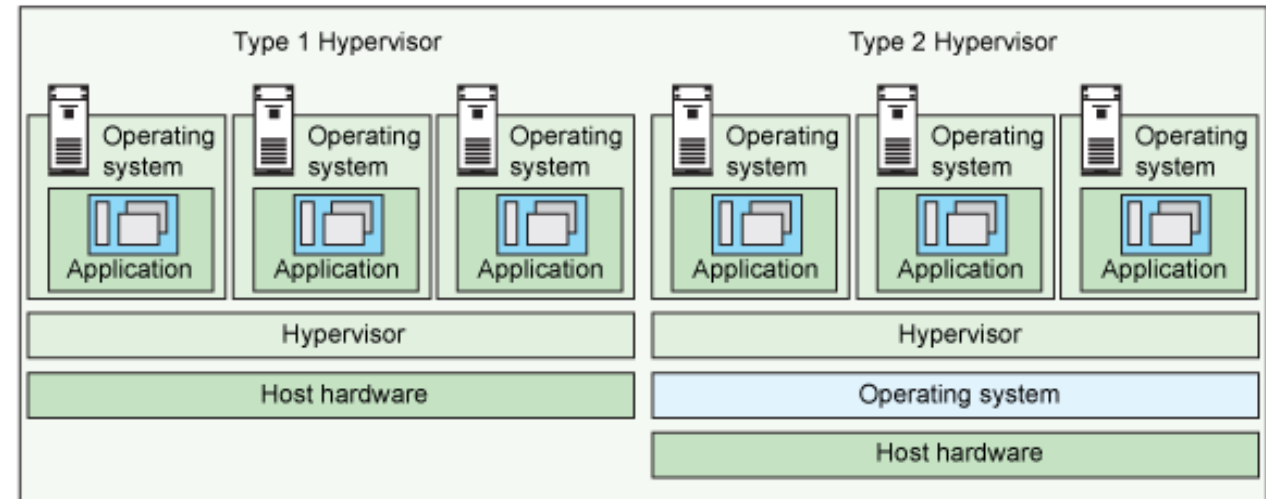 Type 1 Hypervisor
Operating
system
Application
Operating
system
Application
Operating
system
Application
Hypervisor
Host hardware
Type 2 Hypervisor
Operating
system
Application
Operating
system
Application
Operating
system
Application
Hypervisor
Operating system
Host hardware